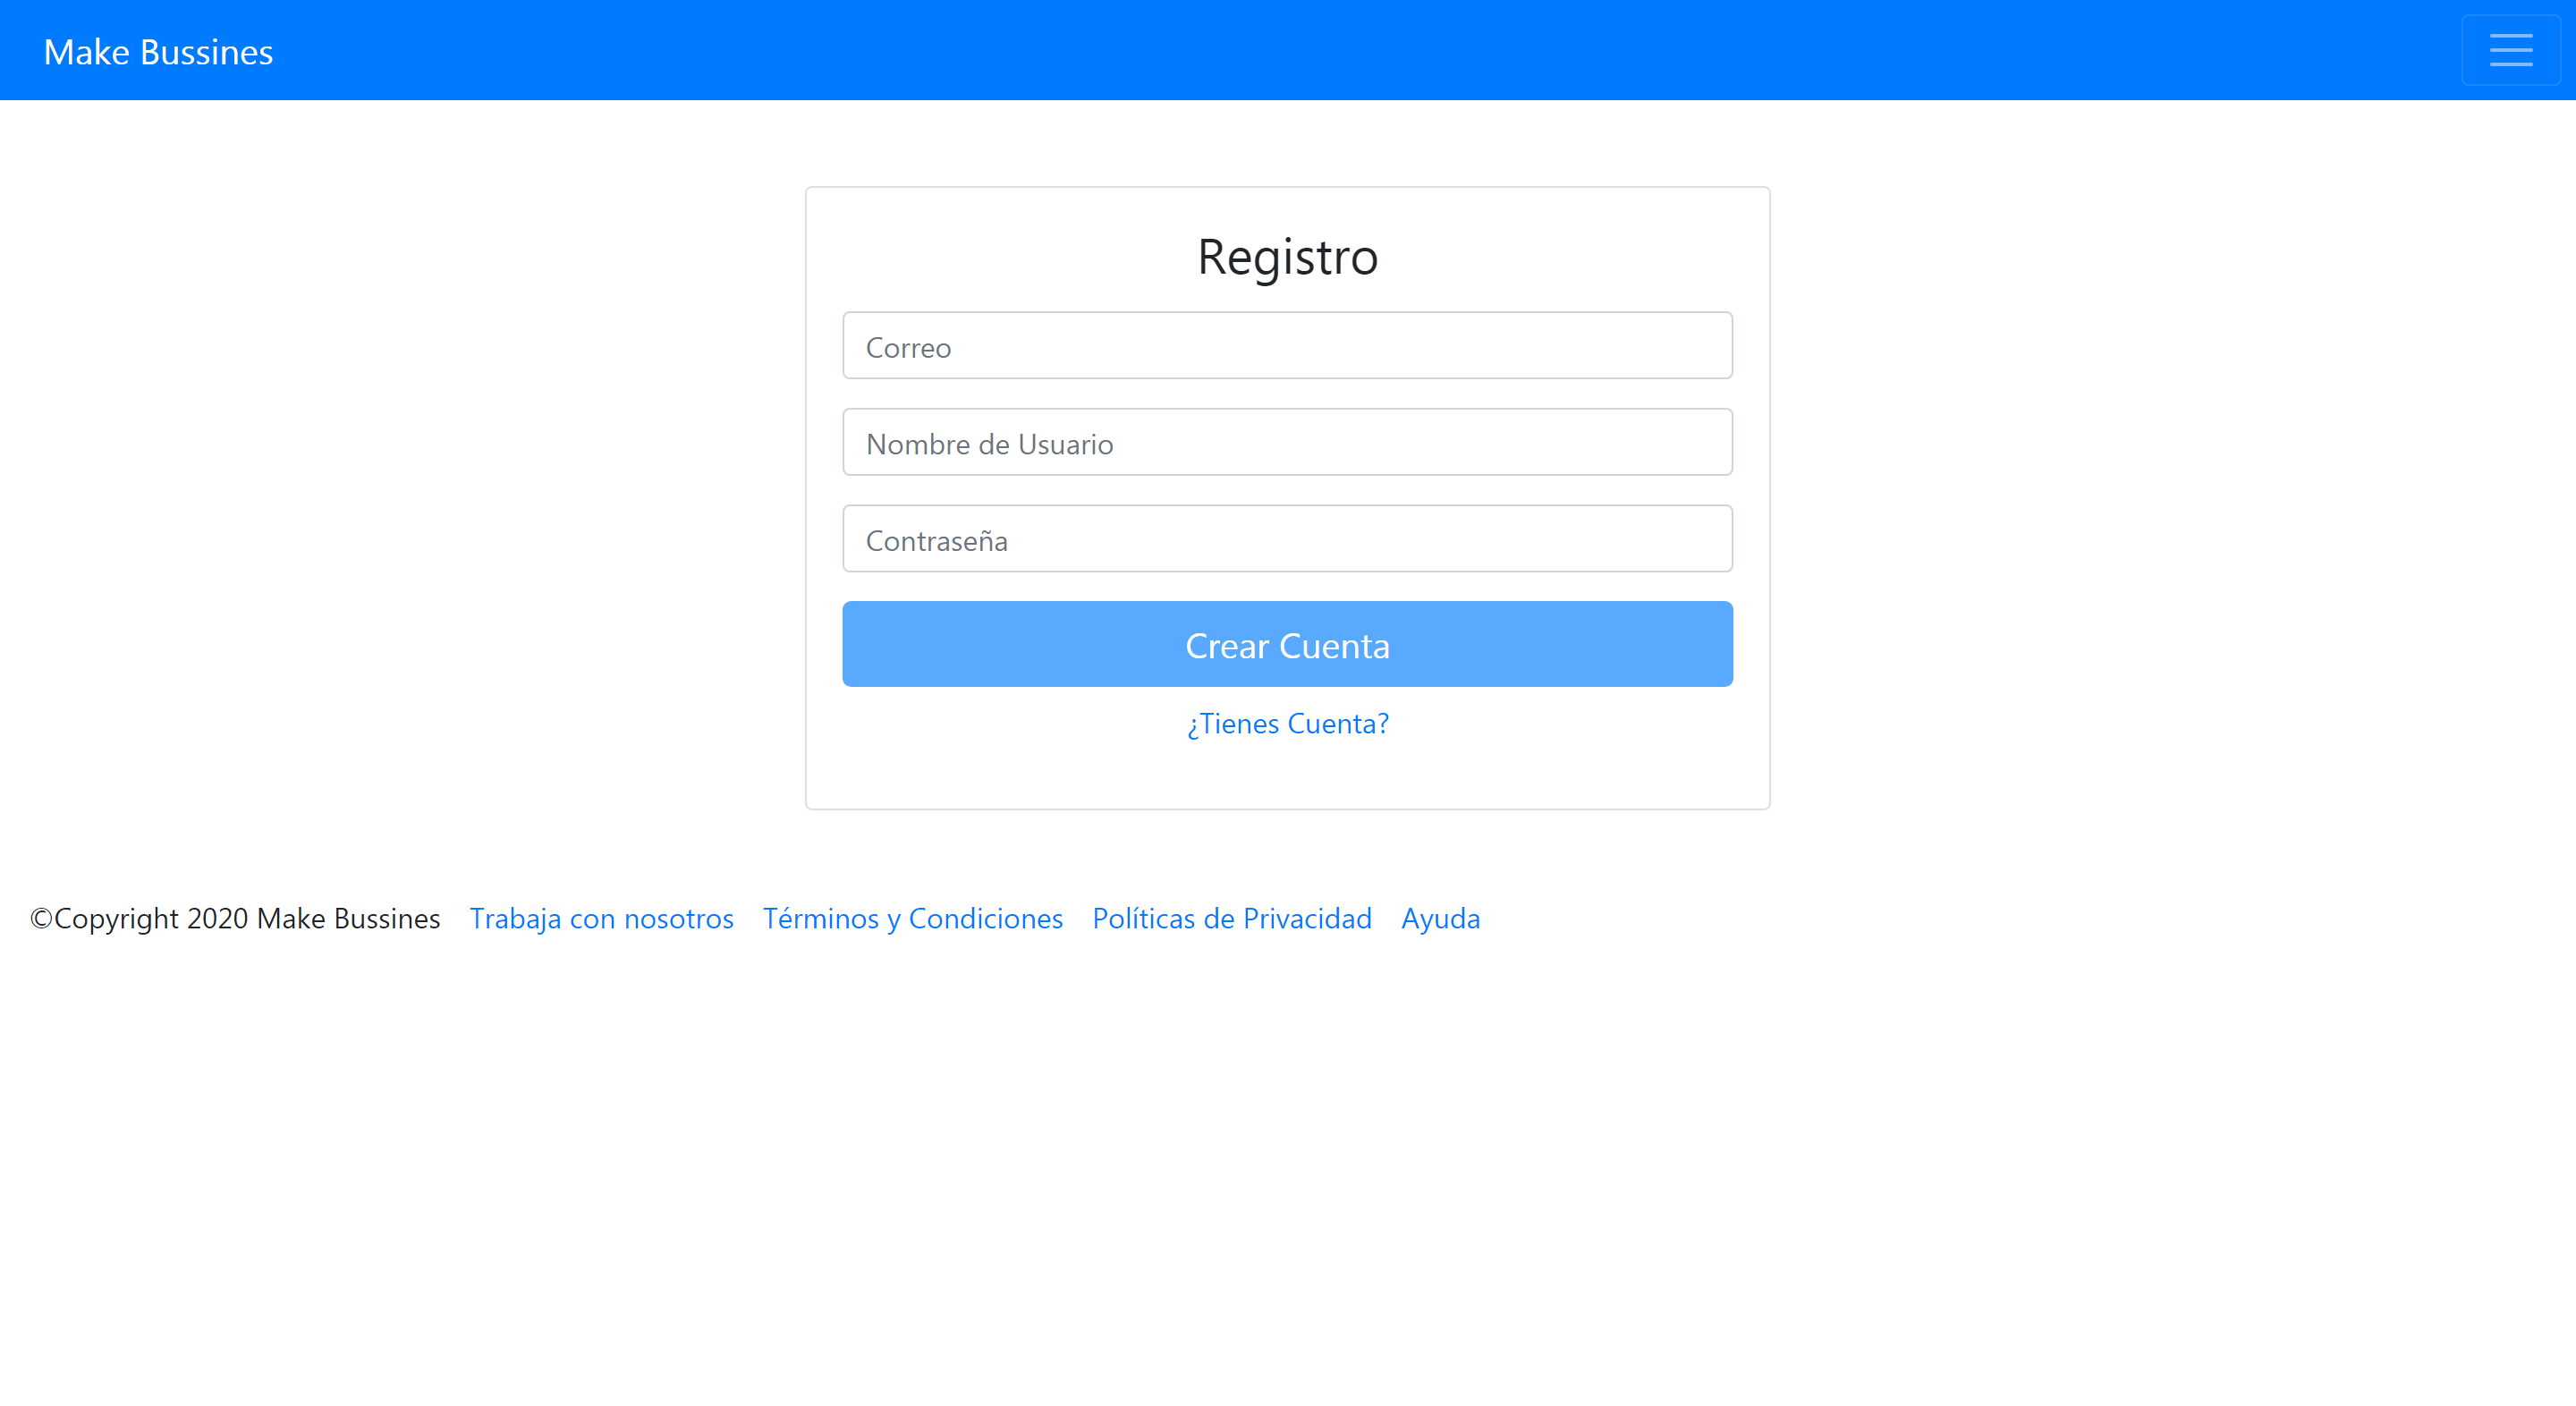 Make Bussines
Registro
Correo
Nombre de Usuario
Contraseña
Crear Cuenta
¿Tienes Cuenta?
©Copyright 2020 Make Bussines Trabaja con nosotros Términos y Condiciones Políticas de Privacidad Ayuda